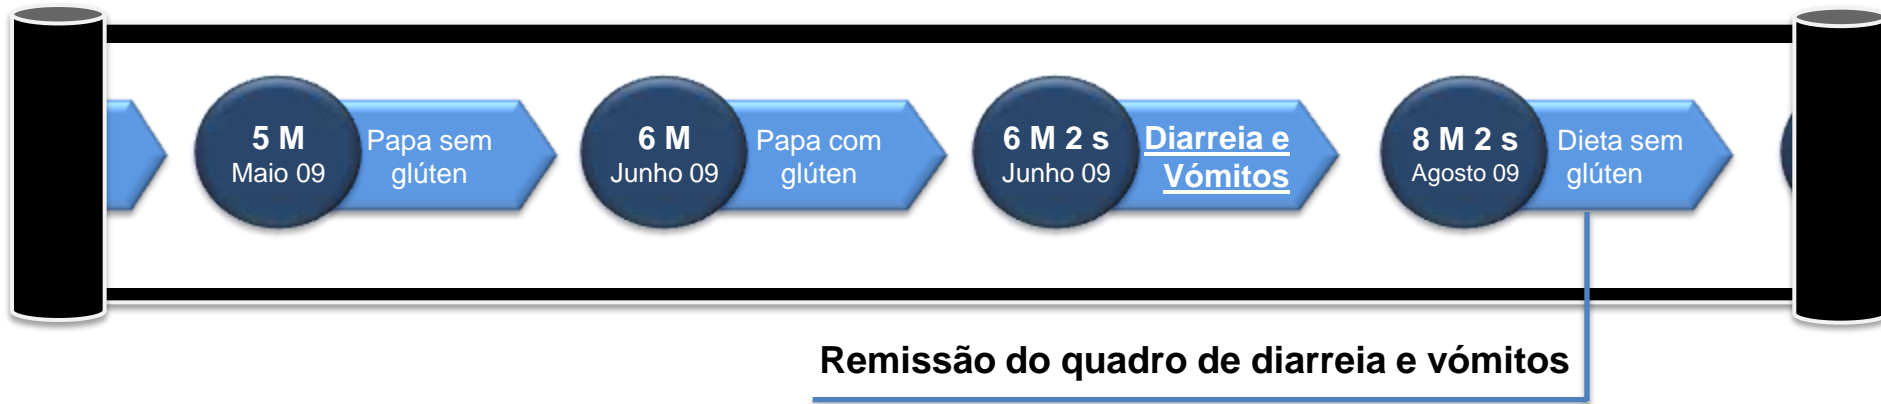 5 M
Maio 09
Papa sem
glúten
6 M
Junho 09
Papa com
glúten
6 M 2 s
Junho 09
Diarreia e
Vómitos
8 M 2 s
Agosto 09
Dieta sem
glúten
Remissão do quadro de diarreia e vómitos